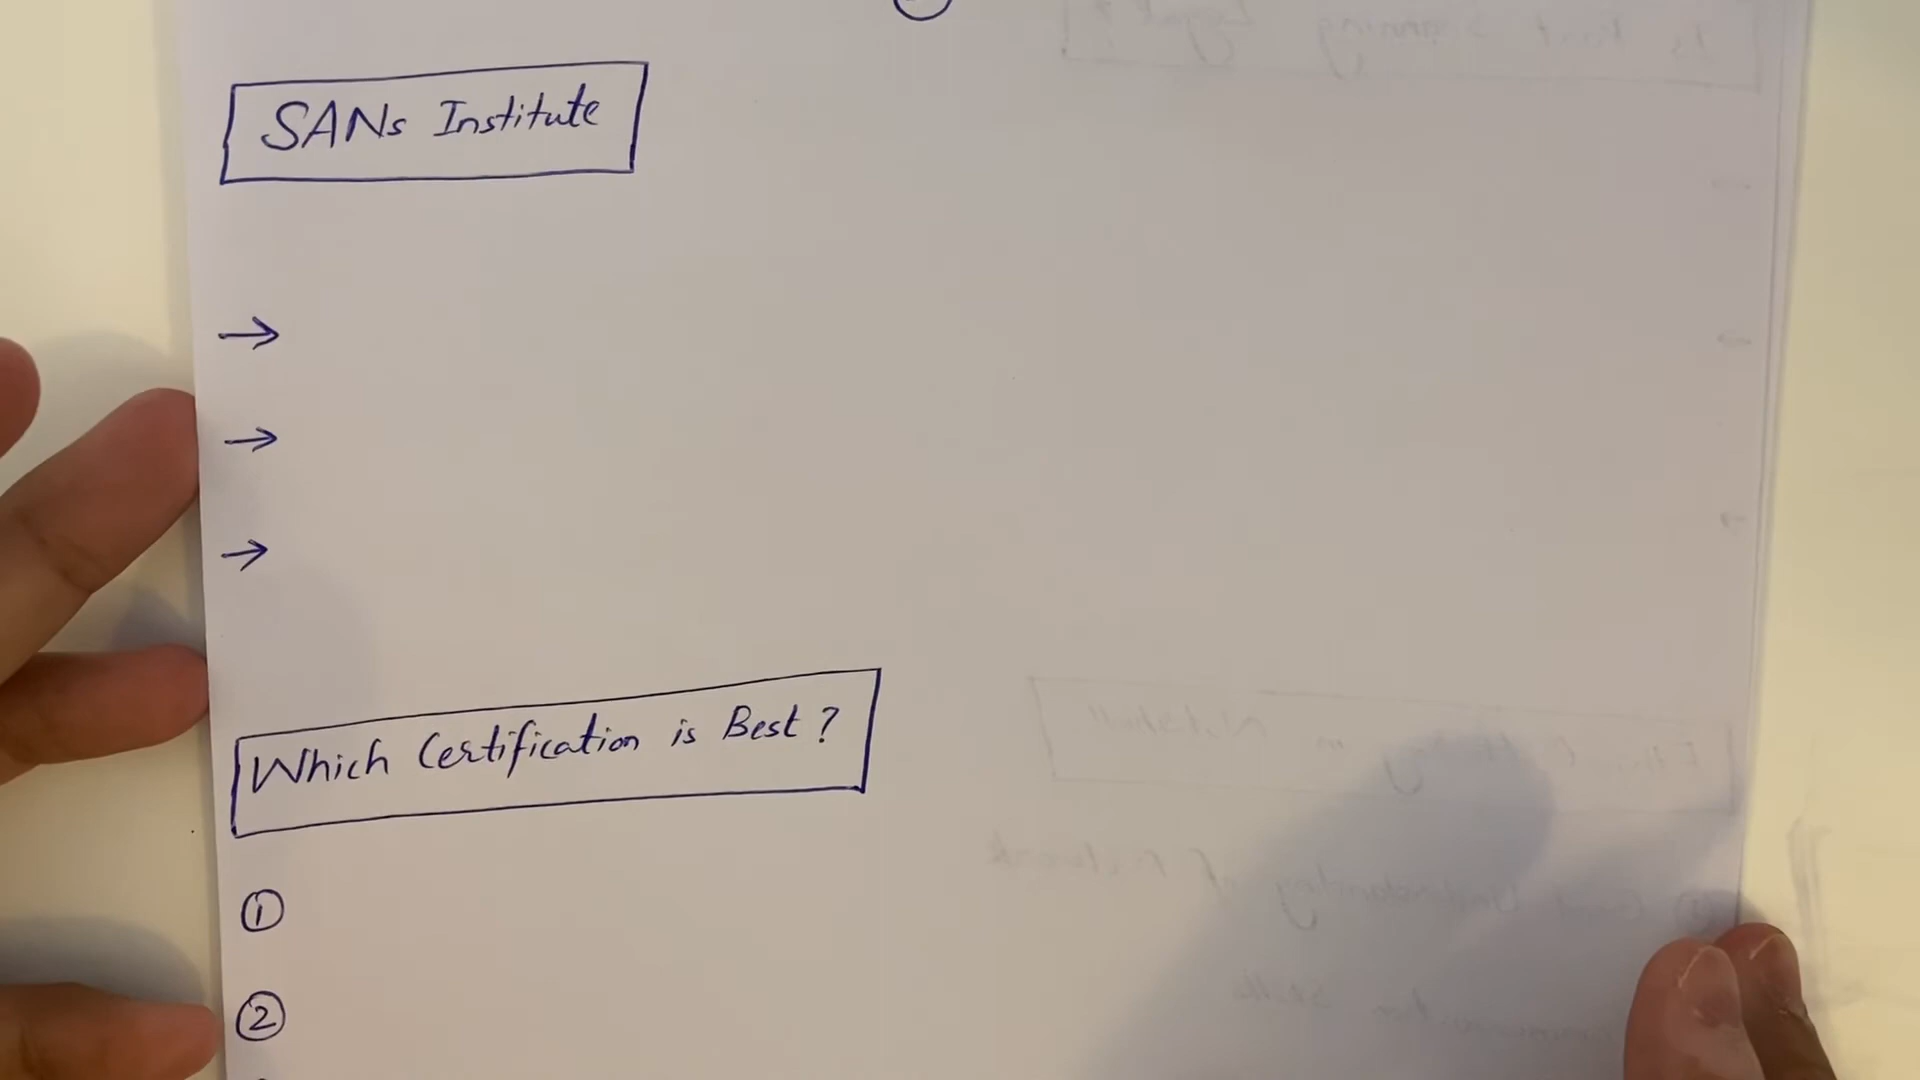 SANs Institute
→
→
→
Which Certification is Best?
①
②